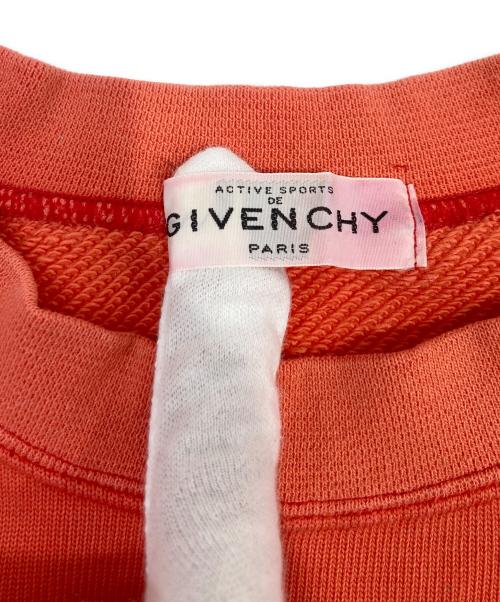 ACTIVE SPORTS
DE
GIVENCHY
PARIS